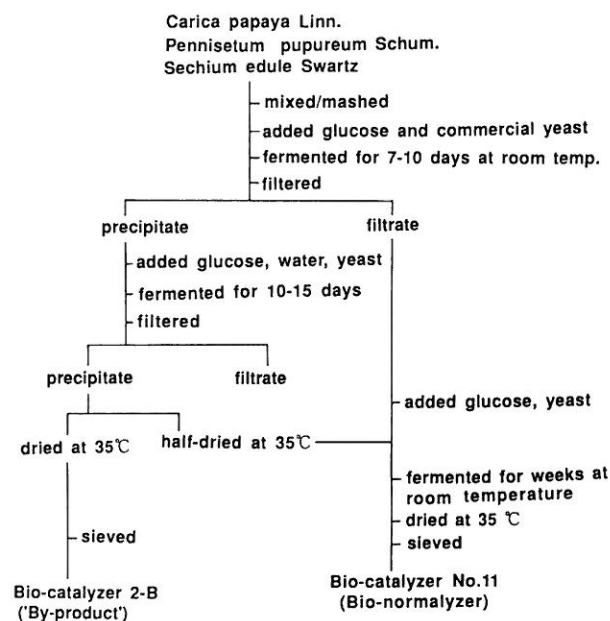 Carica papaya Linn.
Pennisetum pupureum Schum.
Sechium edule Swartz
mixed/mashed
added glucose and commercial yeast
fermented for 7-10 days at room temp.
filtered
precipitate
filtrate
added glucose, water, yeast
fermented for 10-15 days
filtered
precipitate
filtrate
added glucose, yeast
dried at 35℃
half-dried at 35℃
fermented for weeks at
room temperature
dried at 35 ℃
sieved
sieved
Bio-catalyzer 2-B
('By-product')
Bio-catalyzer No.11
(Bio-normalyzer)